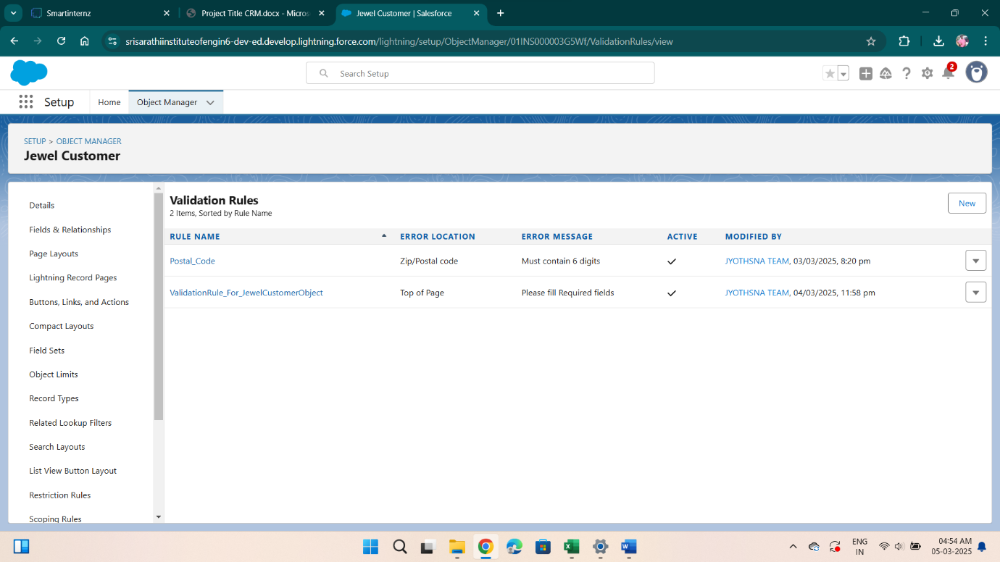 Smartinternz
Project Title CRM.docx - Micros
Jewel Customer | Salesforce
srisarathiinstituteofengin6-dev-ed.develop.lightning.force.com/lightning/setup/ObjectManager/01INS000003G5Wf/ValidationRules/view
Search Setup
2
Setup
Home
Object Manager
SETUP > OBJECT MANAGER
Jewel Customer
Details
Fields & Relationships
Page Layouts
Lightning Record Pages
Buttons, Links, and Actions
Compact Layouts
Field Sets
Object Limits
Record Types
Related Lookup Filters
Search Layouts
List View Button Layout
Restriction Rules
Scoping Rules
Validation Rules
2 Items, Sorted by Rule Name
New
RULE NAME ERROR LOCATION ERROR MESSAGE ACTIVE MODIFIED BY
Postal_Code Zip/Postal code Must contain 6 digits JYOTHSNA TEAM, 03/03/2025, 8:20 pm
ValidationRule_For_JewelCustomerObject Top of Page Please fill Required fields JYOTHSNA TEAM, 04/03/2025, 11:58 pm
ENG
IN
04:54 AM
05-03-2025